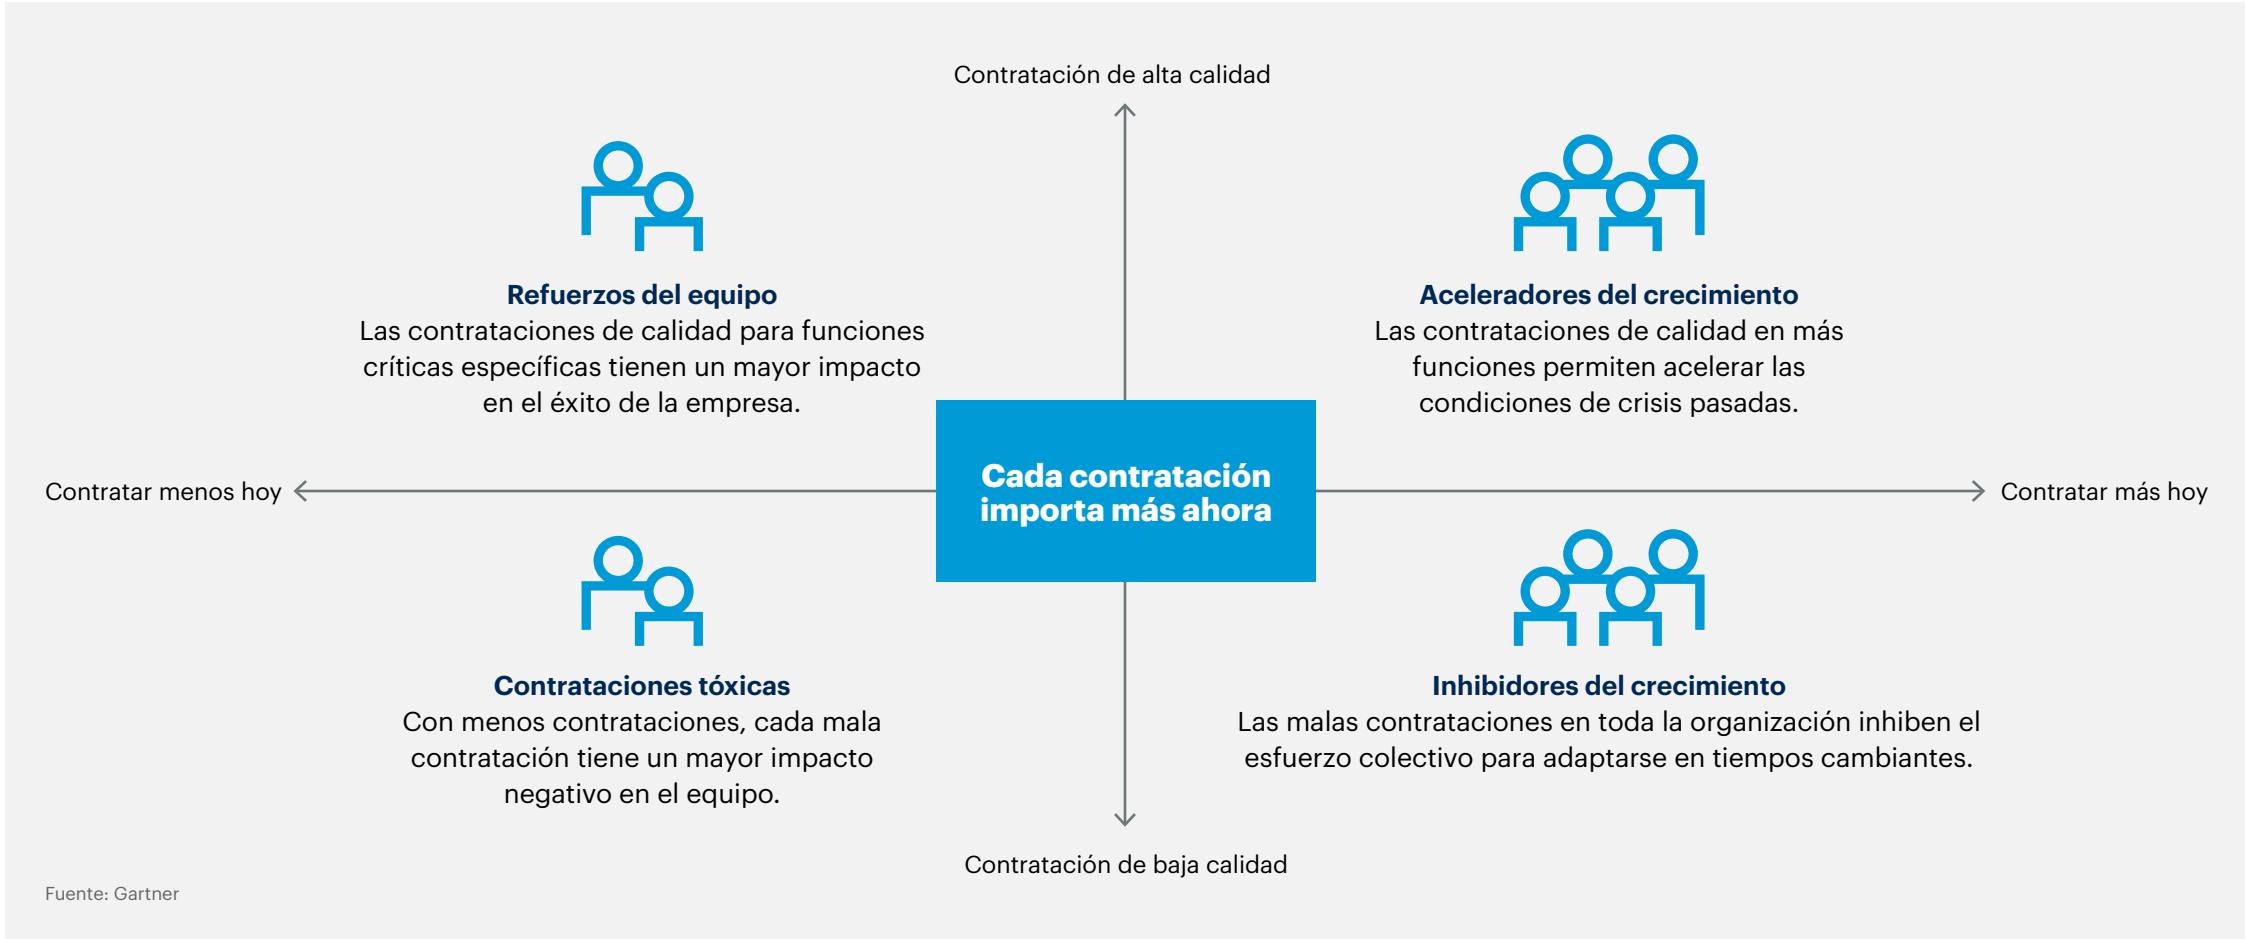 Contratación de alta calidad
Refuerzos del equipo
Las contrataciones de calidad para funciones
críticas específicas tienen un mayor impacto
en el éxito de la empresa.
Aceleradores del crecimiento
Las contrataciones de calidad en más
funciones permiten acelerar las
condiciones de crisis pasadas.
Contratar menos hoy
Cada contratación
importa más ahora
Contratar más hoy
Contrataciones tóxicas
Con menos contrataciones, cada mala
contratación tiene un mayor impacto
negativo en el equipo.
Inhibidores del crecimiento
Las malas contrataciones en toda la organización inhiben el
esfuerzo colectivo para adaptarse en tiempos cambiantes.
Contratación de baja calidad
Fuente: Gartner